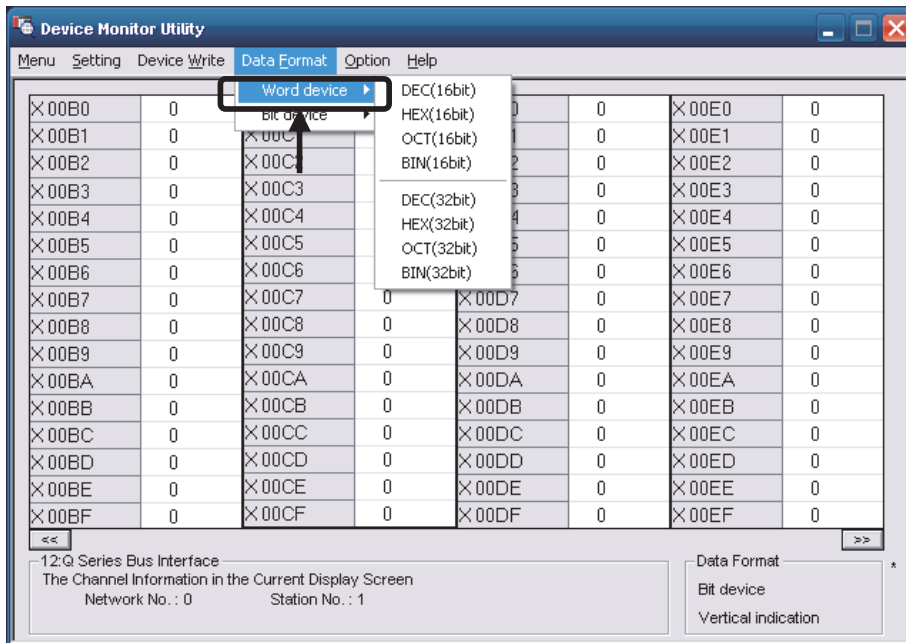 Device Monitor Utility
Menu Setting Device Write Data Format Option Help
Word device
Bit device
DEC(16bit)
HEX(16bit)
OCT(16bit)
BIN(16bit)
DEC(32bit)
HEX(32bit)
OCT(32bit)
BIN(32bit)
X00B0 0 0 X00E0 0
X00B1 0 0 X00E1 0
X00B2 0 0 X00E2 0
X00B3 0 X00C3 0 X00E3 0
X00B4 0 X00C4 0 X00E4 0
X00B5 0 X00C5 0 X00E5 0
X00B6 0 X00C6 0 X00E6 0
X00B7 0 X00C7 0 X00D7 0 X00E7 0
X00B8 0 X00C8 0 X00D8 0 X00E8 0
X00B9 0 X00C9 0 X00D9 0 X00E9 0
X00BA 0 X00CA 0 X00DA 0 X00EA 0
X00BB 0 X00CB 0 X00DB 0 X00EB 0
X00BC 0 X00CC 0 X00DC 0 X00EC 0
X00BD 0 X00CD 0 X00DD 0 X00ED 0
X00BE 0 X00CE 0 X00DE 0 X00EE 0
X00BF 0 X00CF 0 X00DF 0 X00EF 0
<< >>
12:Q Series Bus Interface
The Channel Information in the Current Display Screen
Network No. : 0 Station No. : 1
Data Format
Bit device
Vertical indication
*